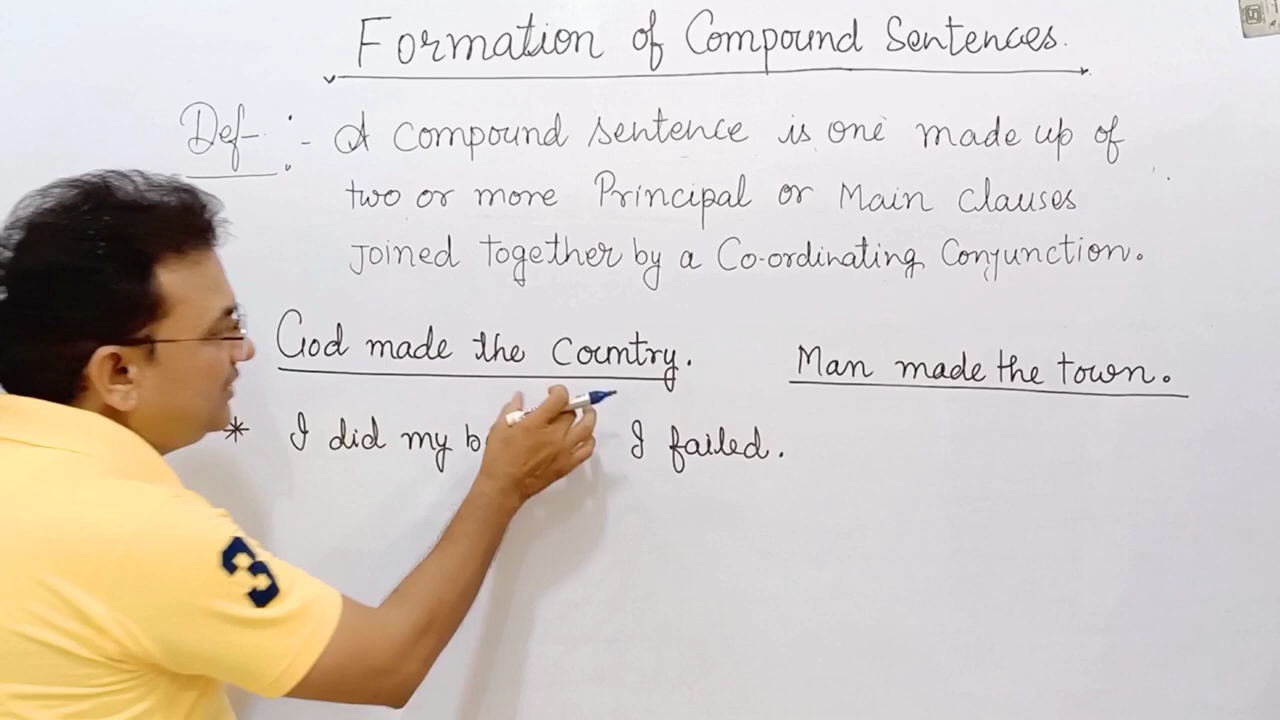 Formation of Compound Sentences.
Def :- A Compound sentence is one made up of
two or more Principal or Main Clauses
Joined together by a Co-ordinating Conjunction.
God made the Country. Man made the town.
* I did my I failed.
3